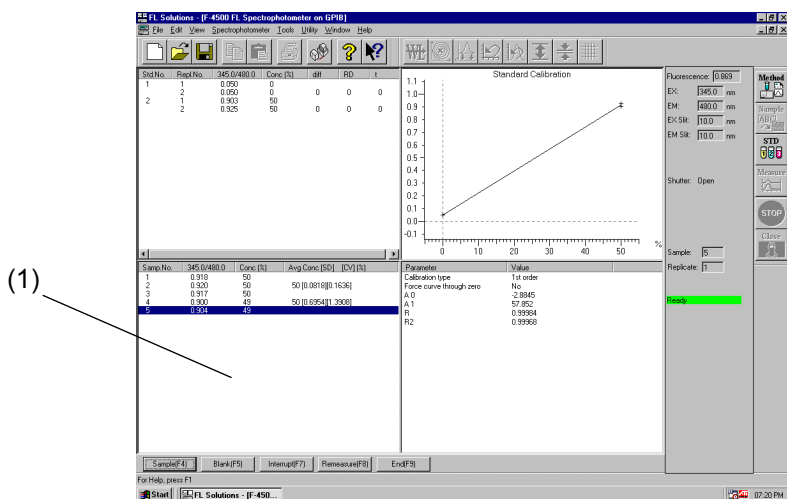 FL Solutions - [F-4500 FL Spectrophotometer on GPIB]
File Edit View Spectrophotometer Tools Utility Window Help
Std.No. Repl.No. 345.0/480.0 Conc (%) diff RD t
1 1 0.050 0
2 0.050 0 0 0 0
2 1 0.903 50
2 0.925 50 0 0 0
Standard Calibration
1.1
1.0
0.9
0.8
0.7
0.6
0.5
0.4
0.3
0.2
0.1
0.0
-0.1
0 10 20 30 40 50 %
Fluorescence: 0.869
EX: 345.0 nm
EM: 480.0 nm
EX Slit: 10.0 nm
EM Slit: 10.0 nm
Shutter: Open
Sample: 5
Replicate: 1
Ready
Method
Sample
ABC
STD
1 2 3
Measure
STOP
Close
(1)
Samp.No. 345.0/480.0 Conc (%) Avg Conc [SD] [CV] (%)
1 0.918 50
2 0.920 50 50 [0.0818][0.1636]
3 0.917 50
4 0.900 49 50 [0.6954][1.3908]
5 0.904 49
Parameter Value
Calibration type 1st order
Force curve through zero No
A 0 -2.8845
A 1 57.852
R 0.99984
R2 0.99968
Sample(F4) Blank(F5) Interrupt(F7) Remeasure(F8) End(F9)
For Help, press F1
Start FL Solutions - [F-450... 07:20 PM